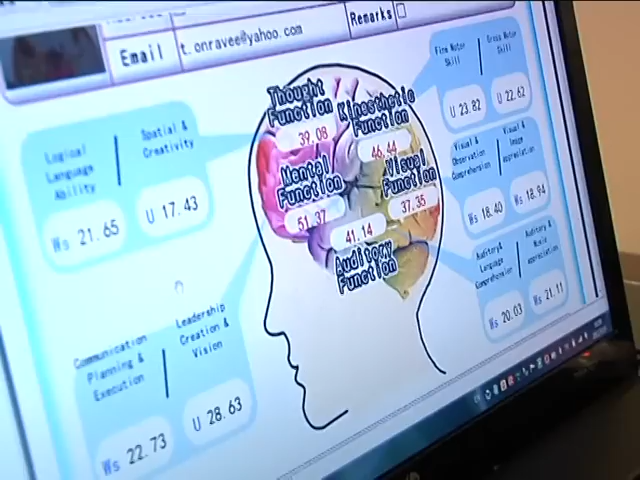 Remarks
Email t.onravee@yahoo.com
Thought
Function
39.08
Kinesthetic
Function
46.44
Mental
Function
51.37
Visual
Function
37.35
41.14
Auditory
Function
Logical
Language
Ability
Ws 21.65
Spatial &
Creativity
U 17.43
Communication
Planning &
Execution
Ws 22.73
Leadership
Creation &
Vision
U 28.63
Fine Motor
Skill
U 23.82
Gross Motor
Skill
U 22.62
Visual &
Observation
Comprehension
Ws 18.40
Visual &
Image
appreciation
Ws 18.94
Auditory &
Language
Comprehension
Ws 20.03
Auditory &
Music
appreciation
Ws 21.11